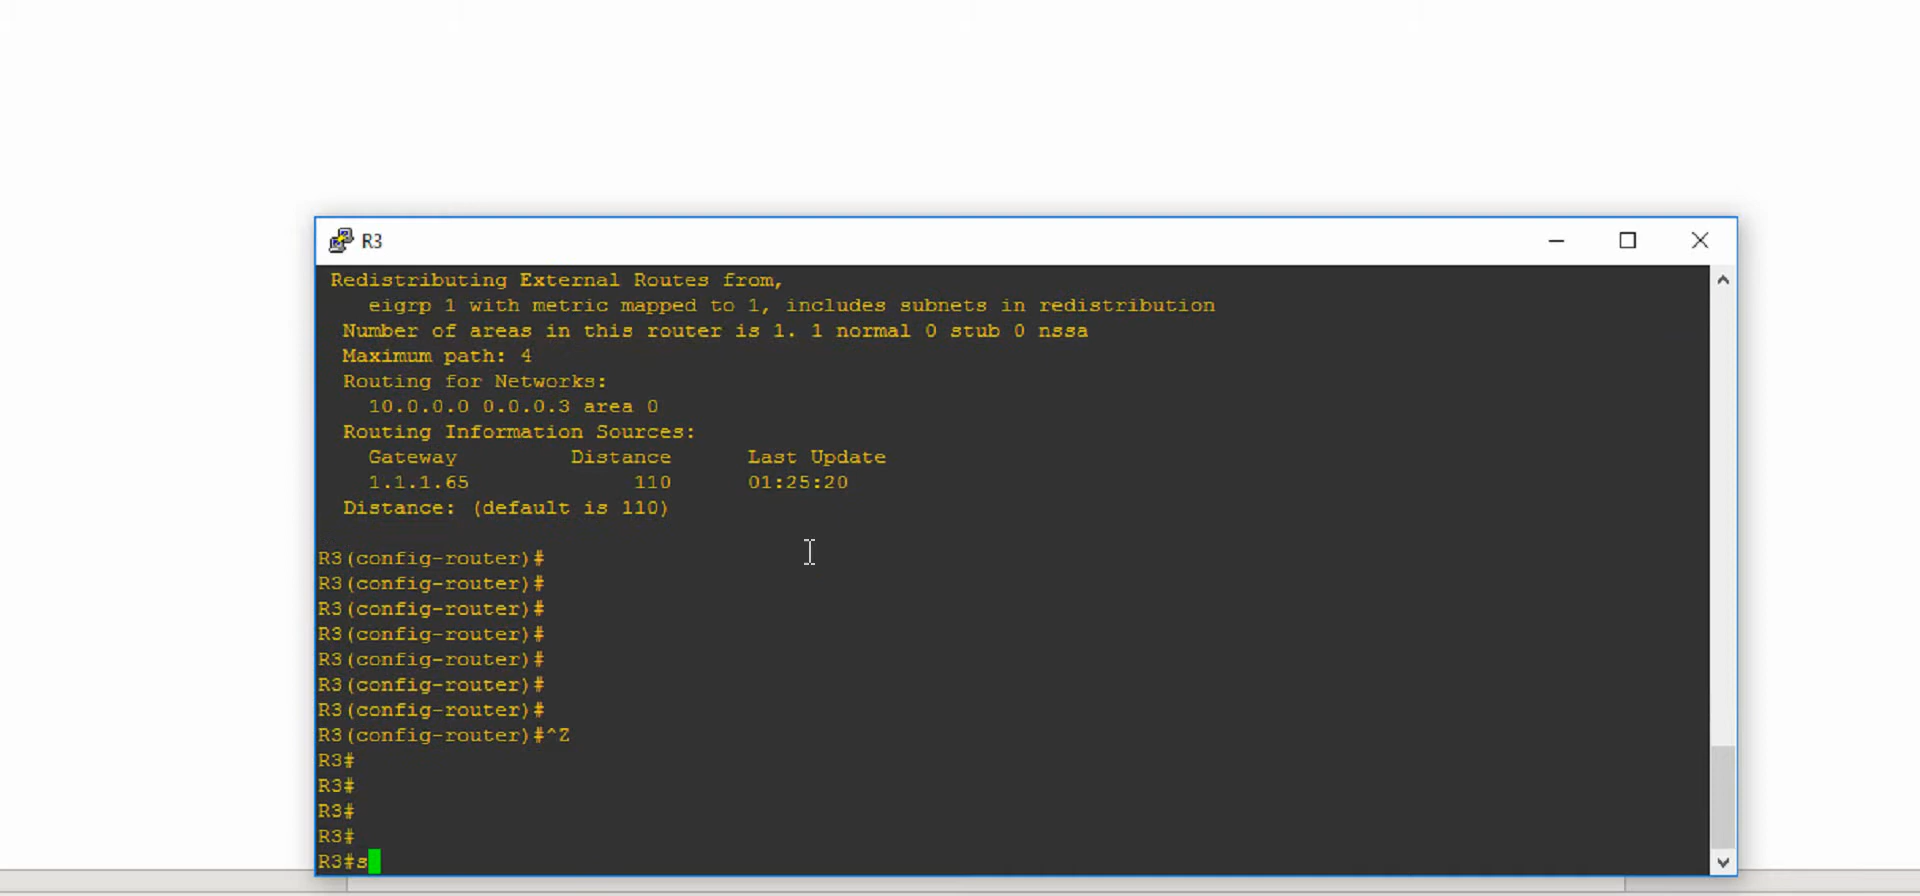 R3
Redistributing External Routes from,
eigrp 1 with metric mapped to 1, includes subnets in redistribution
Number of areas in this router is 1. 1 normal 0 stub 0 nssa
Maximum path: 4
Routing for Networks:
10.0.0.0 0.0.0.3 area 0
Routing Information Sources:
Gateway Distance Last Update
1.1.1.65 110 01:25:20
Distance: (default is 110)
R3(config-router)#
R3(config-router)#
R3(config-router)#
R3(config-router)#
R3(config-router)#
R3(config-router)#
R3(config-router)#
R3(config-router)#^Z
R3#
R3#
R3#
R3#
R3#s